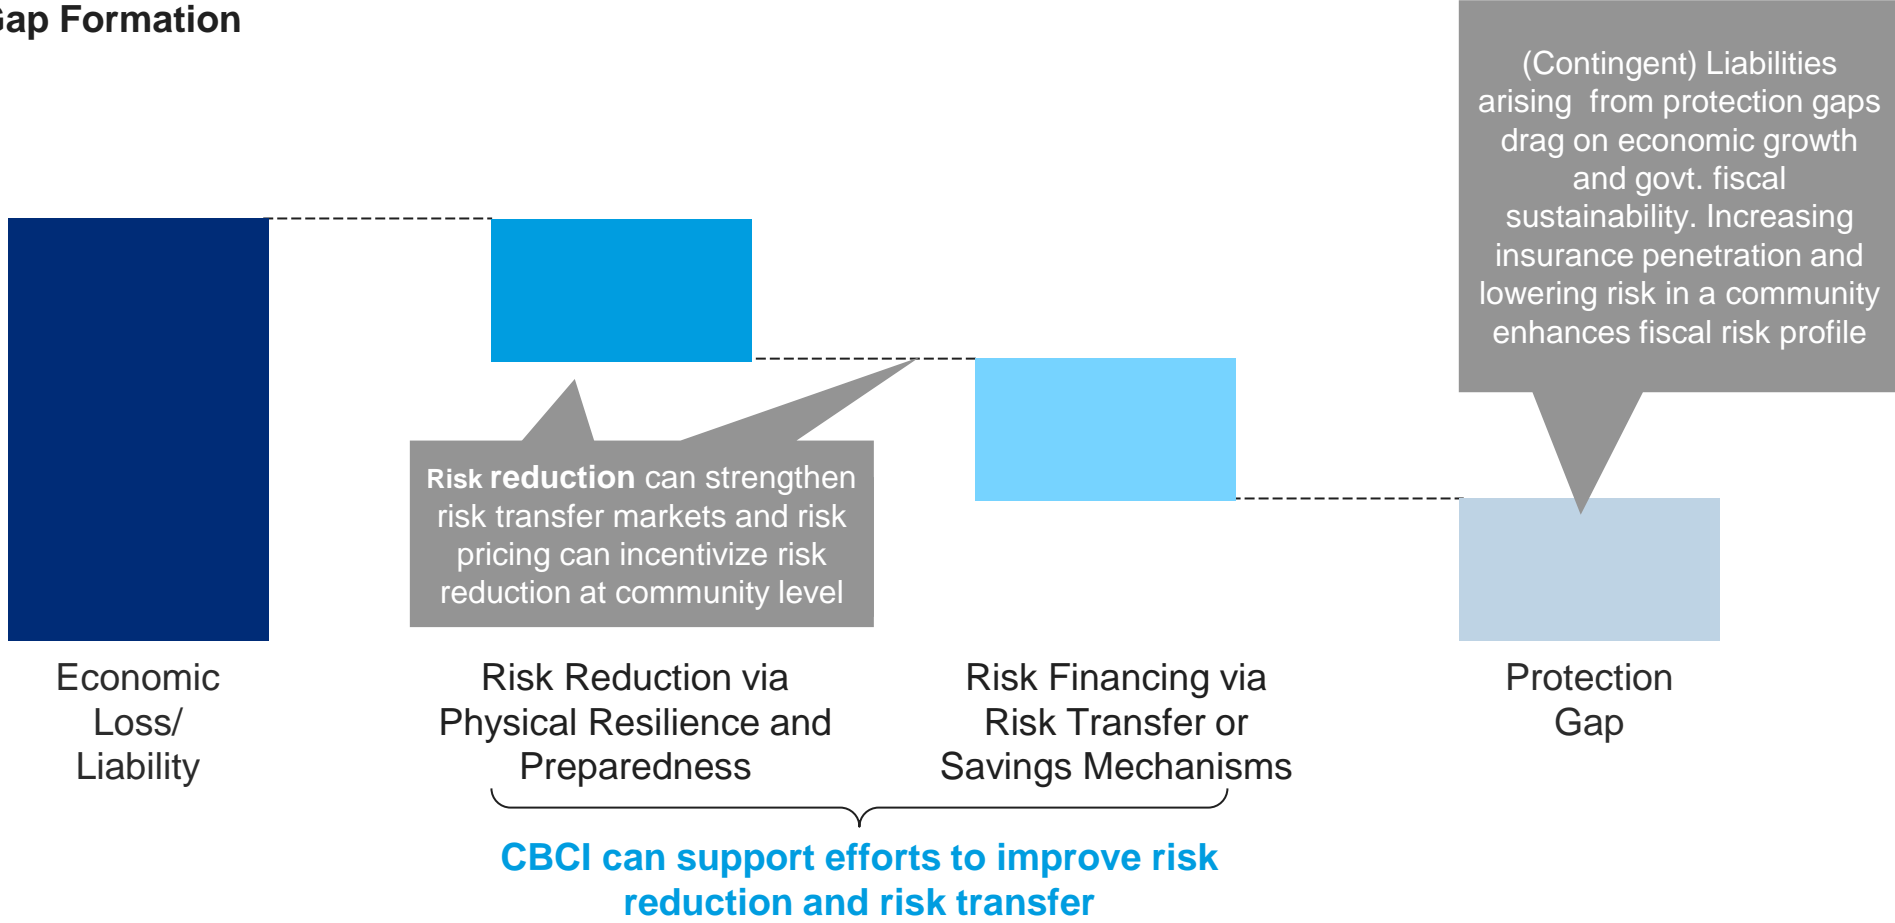 Gap Formation
(Contingent) Liabilities
arising from protection gaps
drag on economic growth
and govt. fiscal
sustainability. Increasing
insurance penetration and
lowering risk in a community
enhances fiscal risk profile
Risk reduction can strengthen
risk transfer markets and risk
pricing can incentivize risk
reduction at community level
Economic
Loss/
Liability
Risk Reduction via
Physical Resilience and
Preparedness
Risk Financing via
Risk Transfer or
Savings Mechanisms
Protection
Gap
CBCI can support efforts to improve risk
reduction and risk transfer